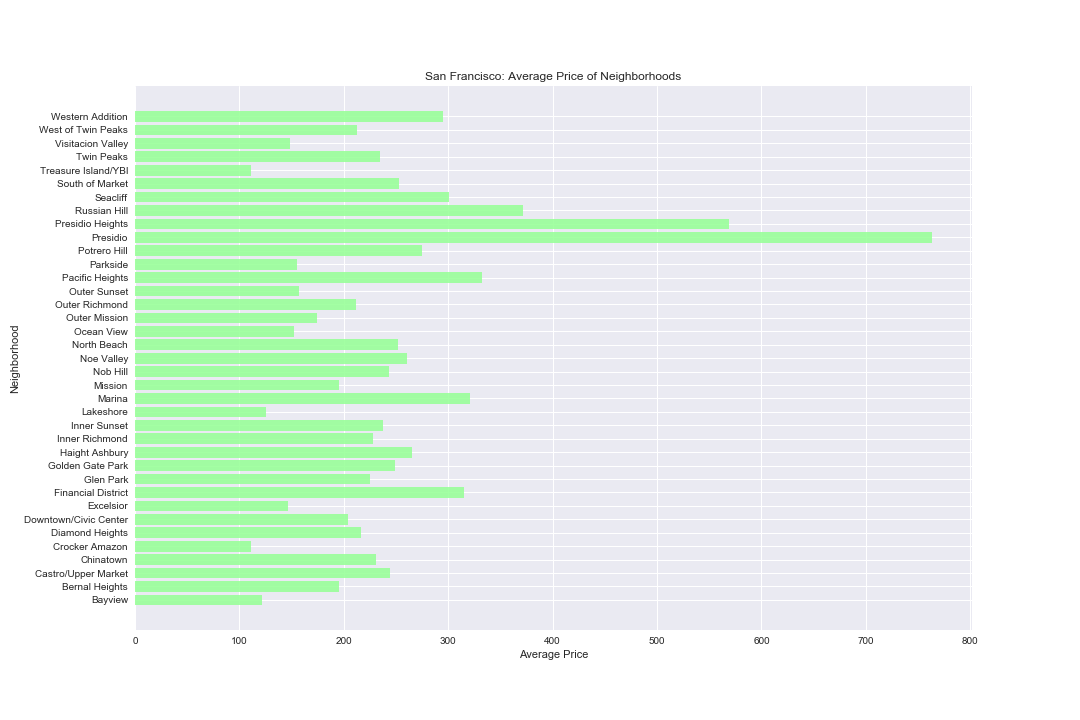 San Francisco: Average Price of Neighborhoods
Western Addition
West of Twin Peaks
Visitacion Valley
Twin Peaks
Treasure Island/YBI
South of Market
Seacliff
Russian Hill
Presidio Heights
Presidio
Potrero Hill
Parkside
Pacific Heights
Outer Sunset
Outer Richmond
Outer Mission
Ocean View
North Beach
Noe Valley
Nob Hill
Mission
Marina
Lakeshore
Inner Sunset
Inner Richmond
Haight Ashbury
Golden Gate Park
Glen Park
Financial District
Excelsior
Downtown/Civic Center
Diamond Heights
Crocker Amazon
Chinatown
Castro/Upper Market
Bernal Heights
Bayview
Neighborhood
0 100 200 300 400 500 600 700 800
Average Price